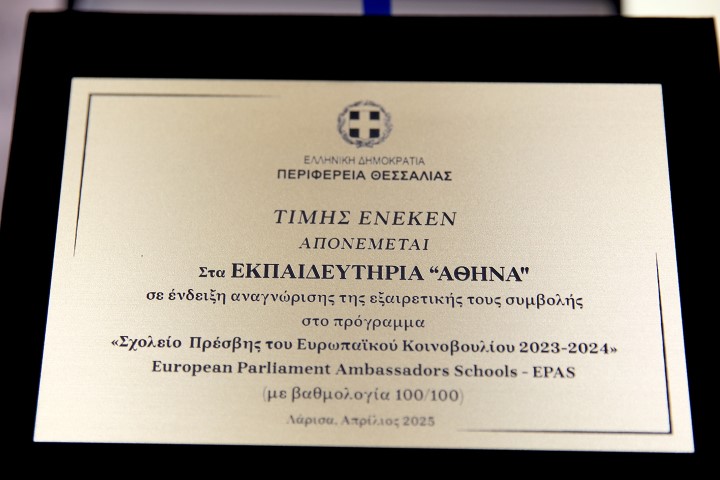 ΕΛΛΗΝΙΚΗ ΔΗΜΟΚΡΑΤΙΑ
ΠΕΡΙΦΕΡΕΙΑ ΘΕΣΣΑΛΙΑΣ
ΤΙΜΗΣ ΕΝΕΚΕΝ
ΑΠΟΝΕΜΕΤΑΙ
Στα ΕΚΠΑΙΔΕΥΤΗΡΙΑ “ΑΘΗΝΑ"
σε ένδειξη αναγνώρισης της εξαιρετικής τους συμβολής
στο πρόγραμμα
«Σχολείο Πρέσβης του Ευρωπαϊκού Κοινοβουλίου 2023-2024»
European Parliament Ambassadors Schools - EPAS
(με βαθμολογία 100/100)
Λάρισα, Απρίλιος 2025